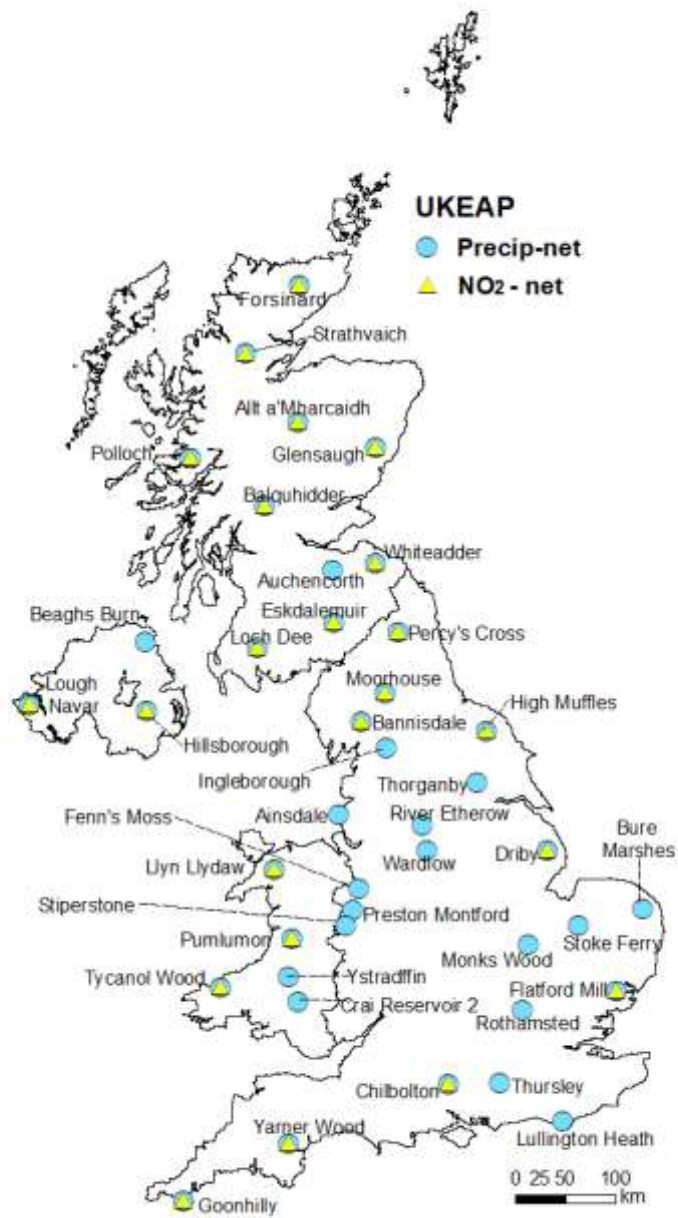 UKEAP
Precip-net
NO2 - net
Forsinard
Strathvaich
Allt a'Mharcaidh
Polloch
Glensaugh
Balquhidder
Whiteadder
Auchencorth
Beaghs Burn
Eskdalemuir
Loch Dee
Percy's Cross
Lough
Navar
Moorhouse
High Muffles
Bannisdale
Hillsborough
Ingleborough
Thorganby
Fenn's Moss
Ainsdale
River Etherow
Bure
Marshes
Wardlow
Driby
Llyn Llydaw
Stiperstone
Preston Montford
Pumlumon
Stoke Ferry
Monks Wood
Tycanol Wood
Ystradffin
Flatford Mill
Crai Reservoir 2
Rothamsted
Chilbolton
Thursley
Yarner Wood
Lullington Heath
Goonhilly
0 25 50 100
km